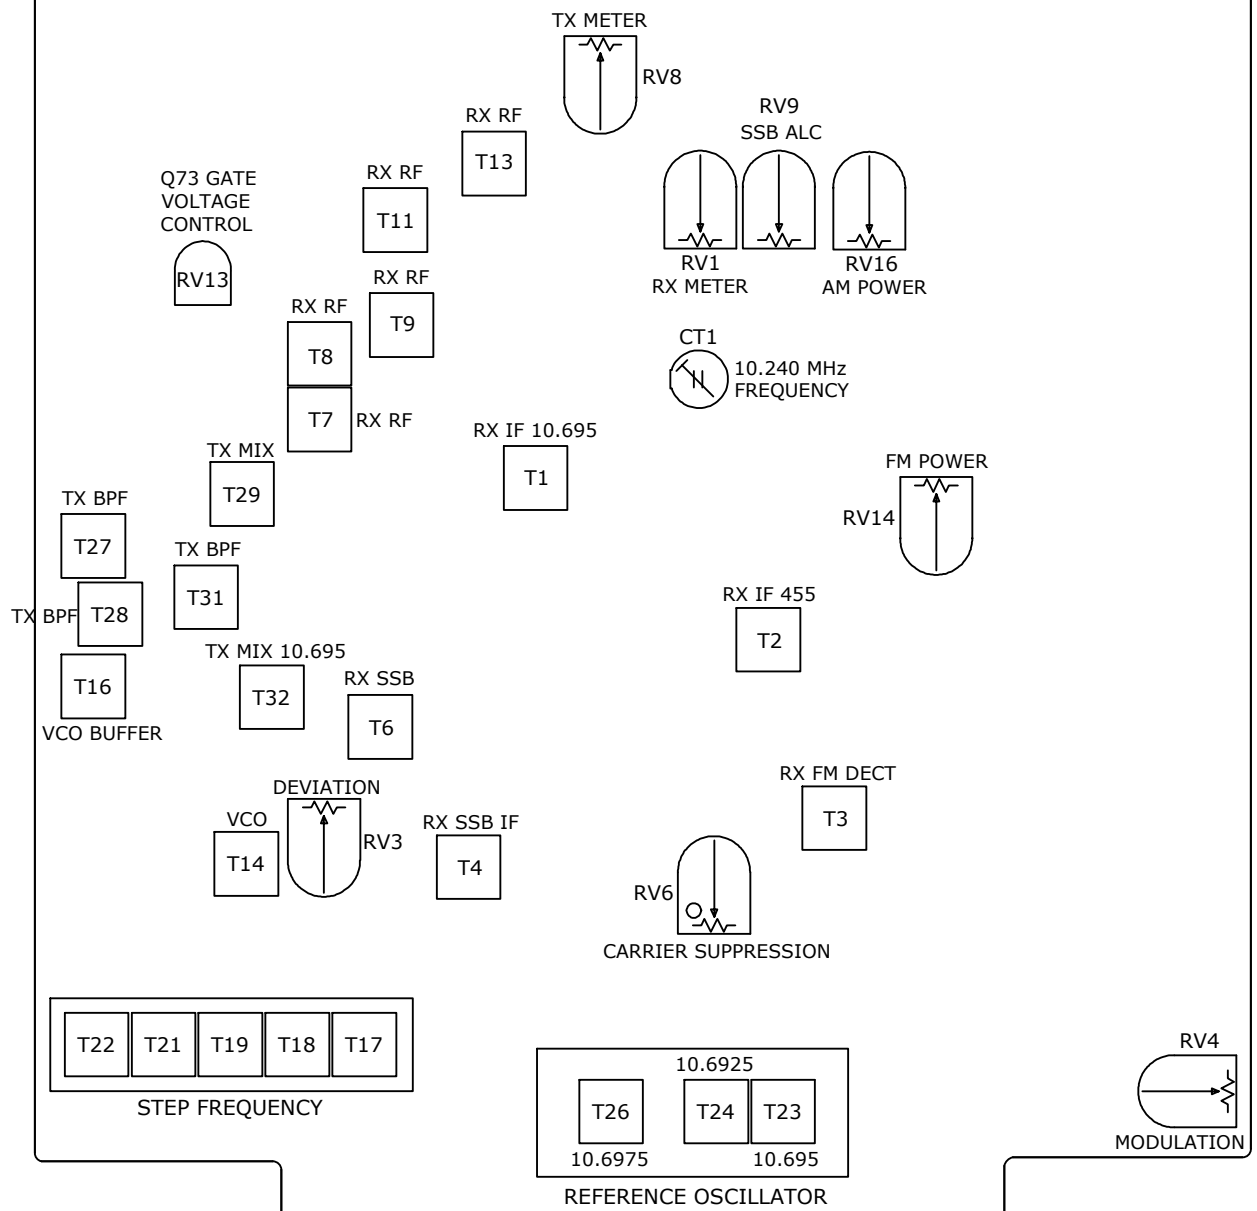 TX METER
RV8
RX RF
T13
RV9
SSB ALC
Q73 GATE
VOLTAGE
CONTROL
RV13
RX RF
T11
RV1
RX METER
RV16
AM POWER
RX RF
T9
RX RF
T8
T7
RX RF
CT1
10.240 MHz
FREQUENCY
RX IF 10.695
T1
TX MIX
T29
FM POWER
RV14
TX BPF
T27
TX BPF
T31
TX BPF
T28
RX IF 455
T2
T16
VCO BUFFER
TX MIX 10.695
T32
RX SSB
T6
DEVIATION
RV3
VCO
T14
RX SSB IF
T4
RX FM DECT
T3
RV6
CARRIER SUPPRESSION
T22
T21
T19
T18
T17
STEP FREQUENCY
10.6925
T26
T24
T23
10.6975
10.695
REFERENCE OSCILLATOR
RV4
MODULATION